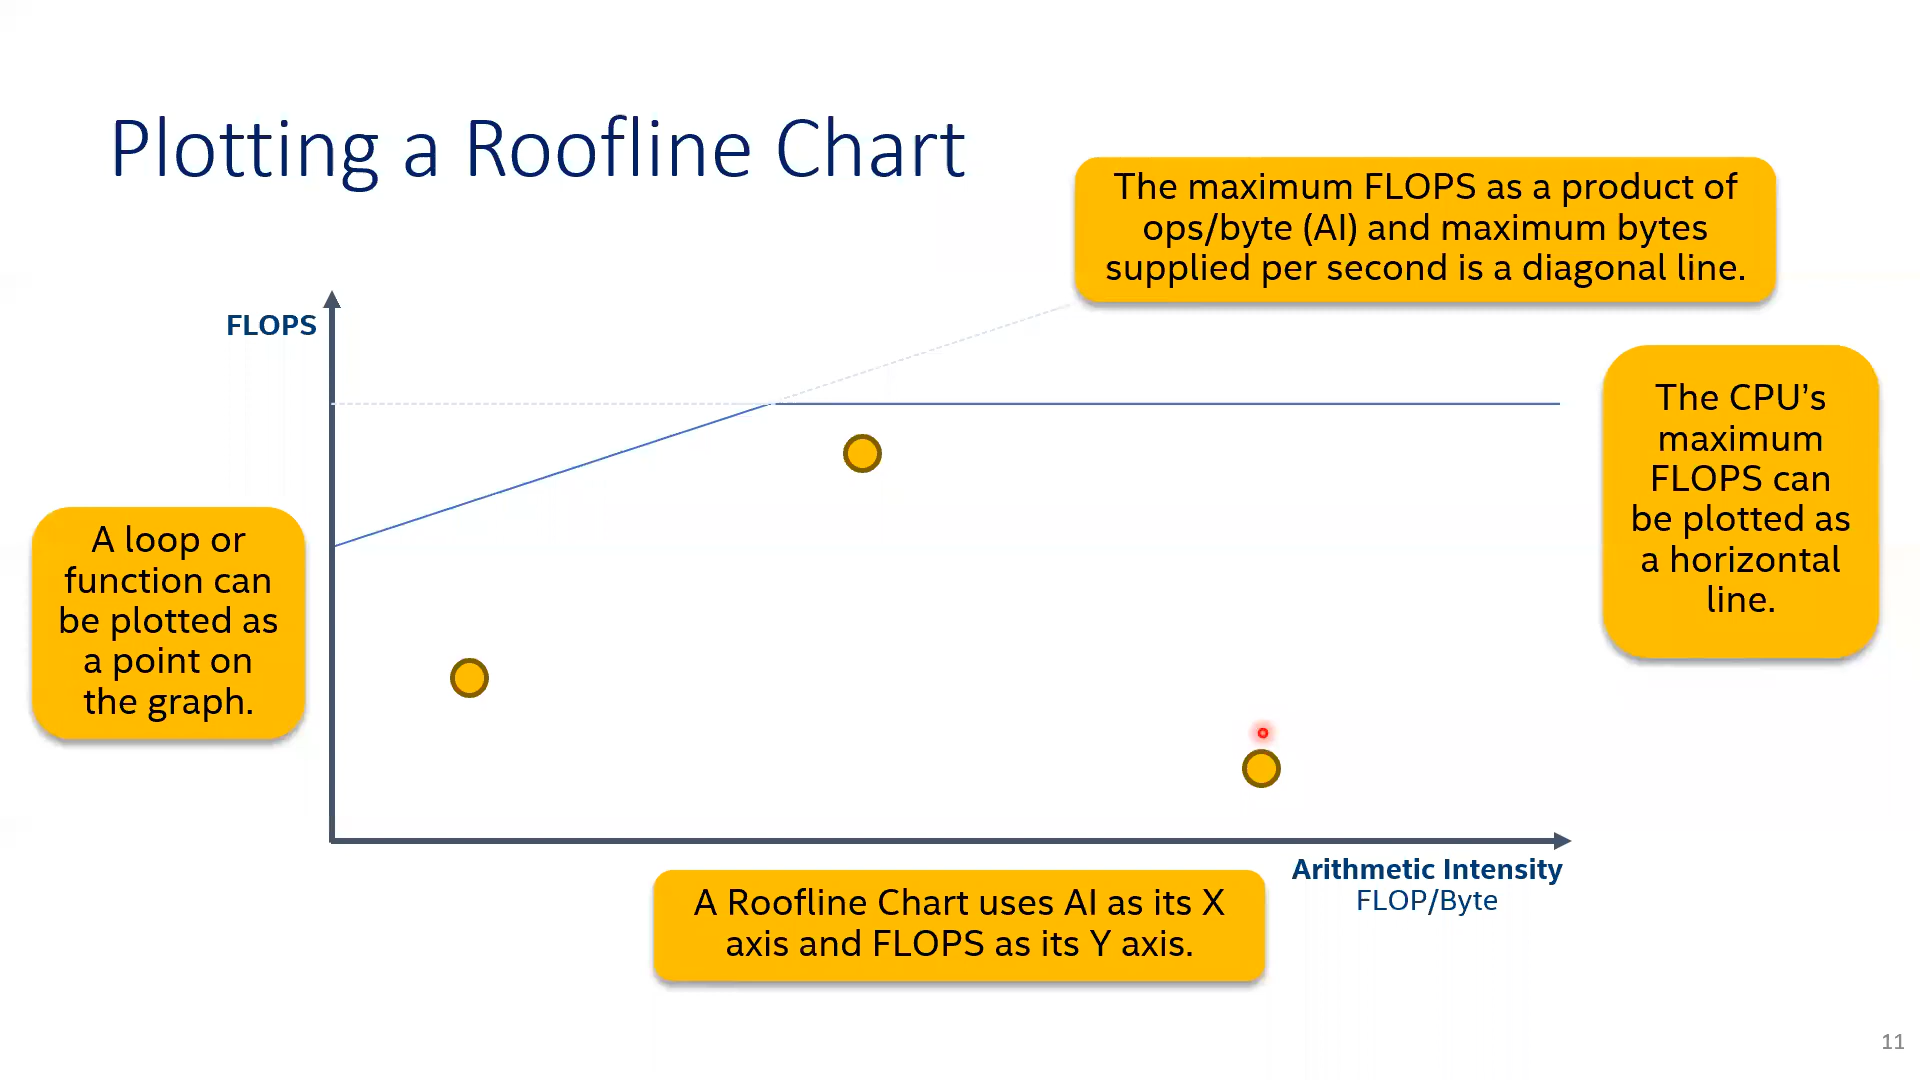 Plotting a Roofline Chart
The maximum FLOPS as a product of
ops/byte (AI) and maximum bytes
supplied per second is a diagonal line.
FLOPS
The CPU’s
maximum
FLOPS can
be plotted as
a horizontal
line.
A loop or
function can
be plotted as
a point on
the graph.
Arithmetic Intensity
FLOP/Byte
A Roofline Chart uses AI as its X
axis and FLOPS as its Y axis.
11